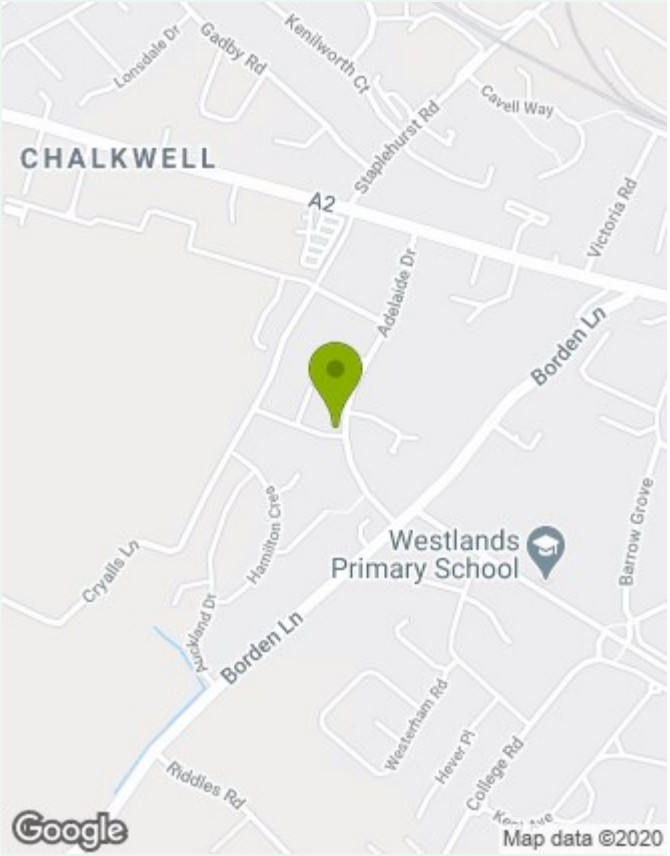 Lonsdale Dr
Gadby Rd
Kenilworth Ct
Cavell Way
Staplehurst Rd
CHALKWELL
A2
Victoria Rd
Adelaide Dr
Borden Ln
Westlands
Primary School
Barrow Grove
Hamilton Cres
Cryalls Ln
Auckland Dr
Borden Ln
Westerham Rd
Hever Pl
College Rd
Riddles Rd
Kent Ave
Google
Map data ©2020